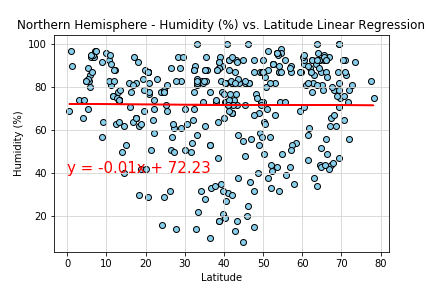 Northern Hemisphere - Humidity (%) vs. Latitude Linear Regression
100
80
60
40
20
Humidity (%)
y = -0.01x + 72.23
0 10 20 30 40 50 60 70 80
Latitude